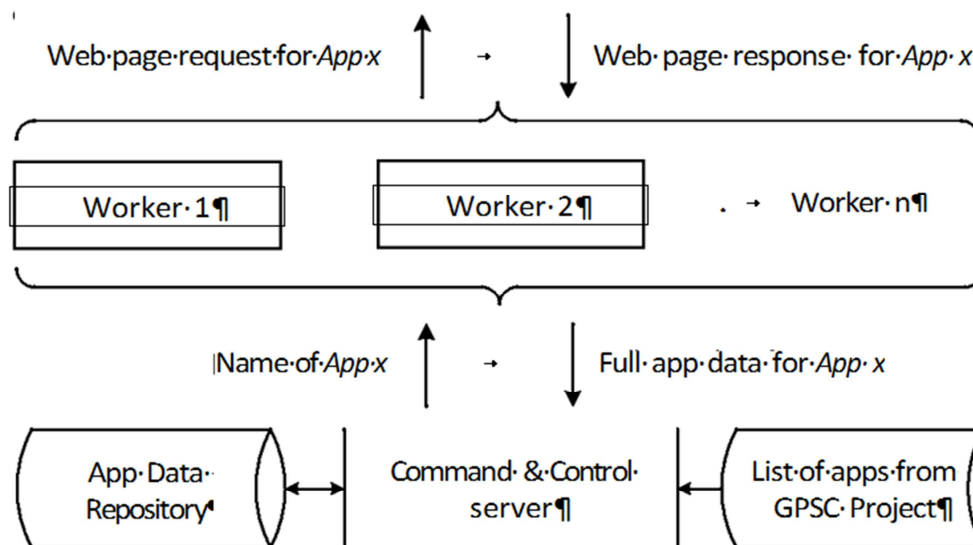 Web·page·request·for·App·x → Web·page·response·for·App·x
Worker·1¶ Worker·2¶ . → Worker·n¶
Name·of·App·x → Full·app·data·for·App·x
App·Data· Command·&·Control· List·of·apps·from
Repository¶ server¶ GPSC·Project¶